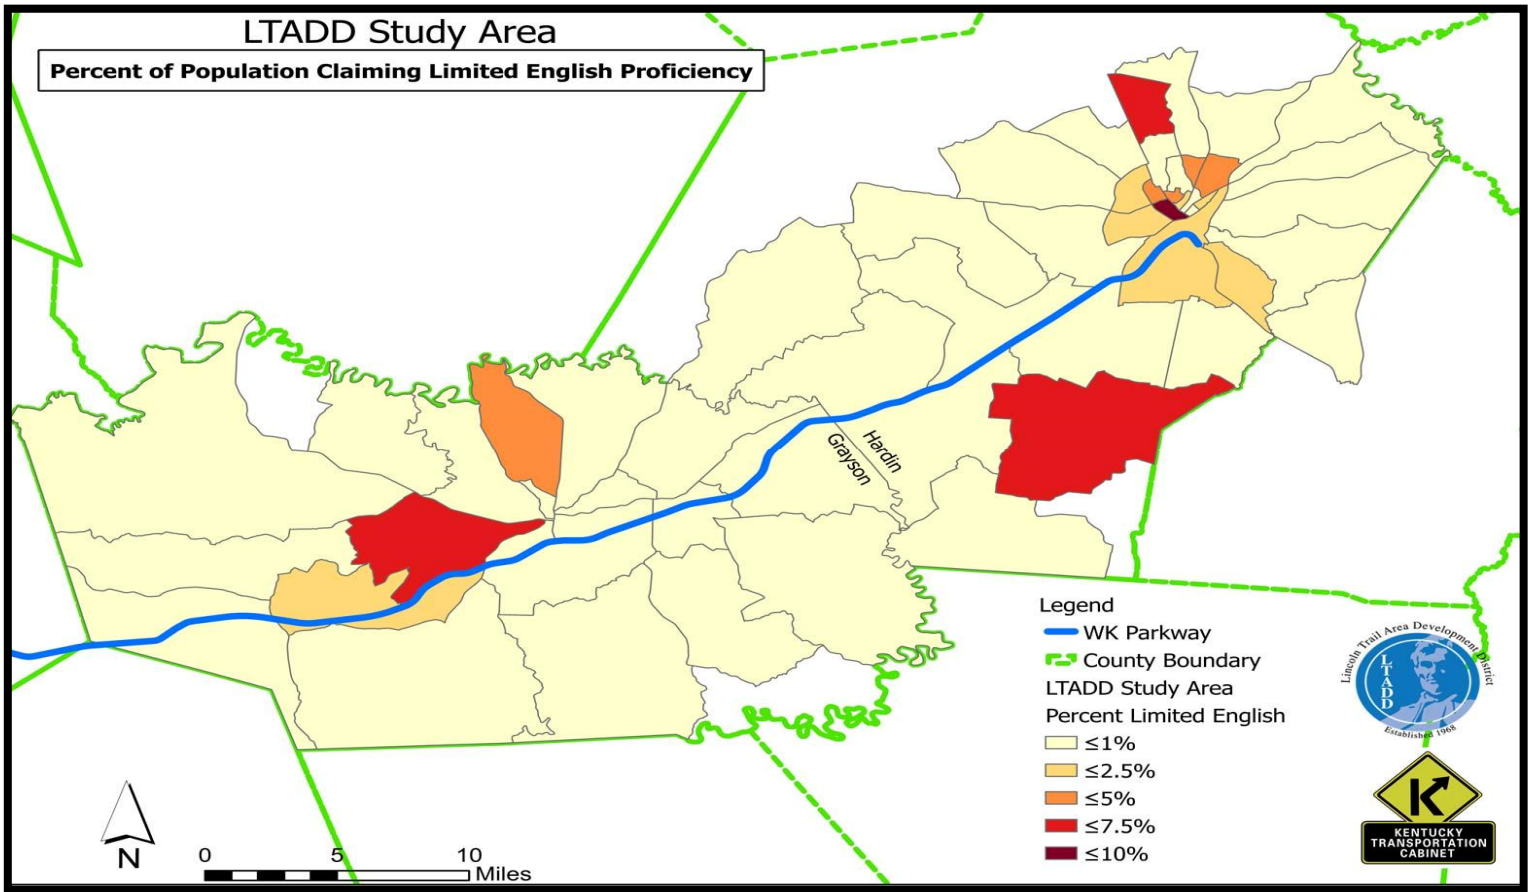 LTADD Study Area
Percent of Population Claiming Limited English Proficiency
Hardin
Grayson
Legend
WK Parkway
County Boundary
LTADD Study Area
Percent Limited English
≤1%
≤2.5%
≤5%
≤7.5%
≤10%
Lincoln Trail Area Development District
LTADD
Established 1968
KENTUCKY
TRANSPORTATION
CABINET
N
0 5 10
Miles